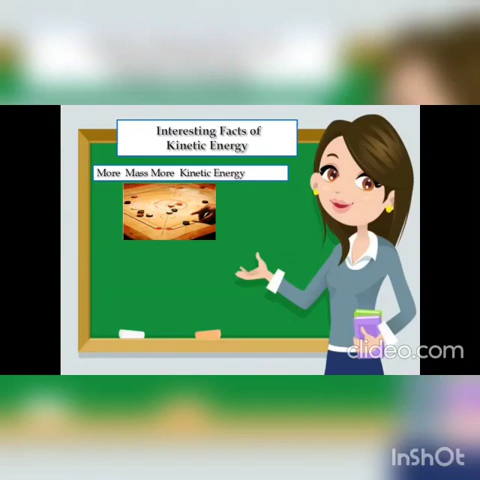 Interesting Facts of
Kinetic Energy
More Mass More Kinetic Energy
clideo.com
InShOt